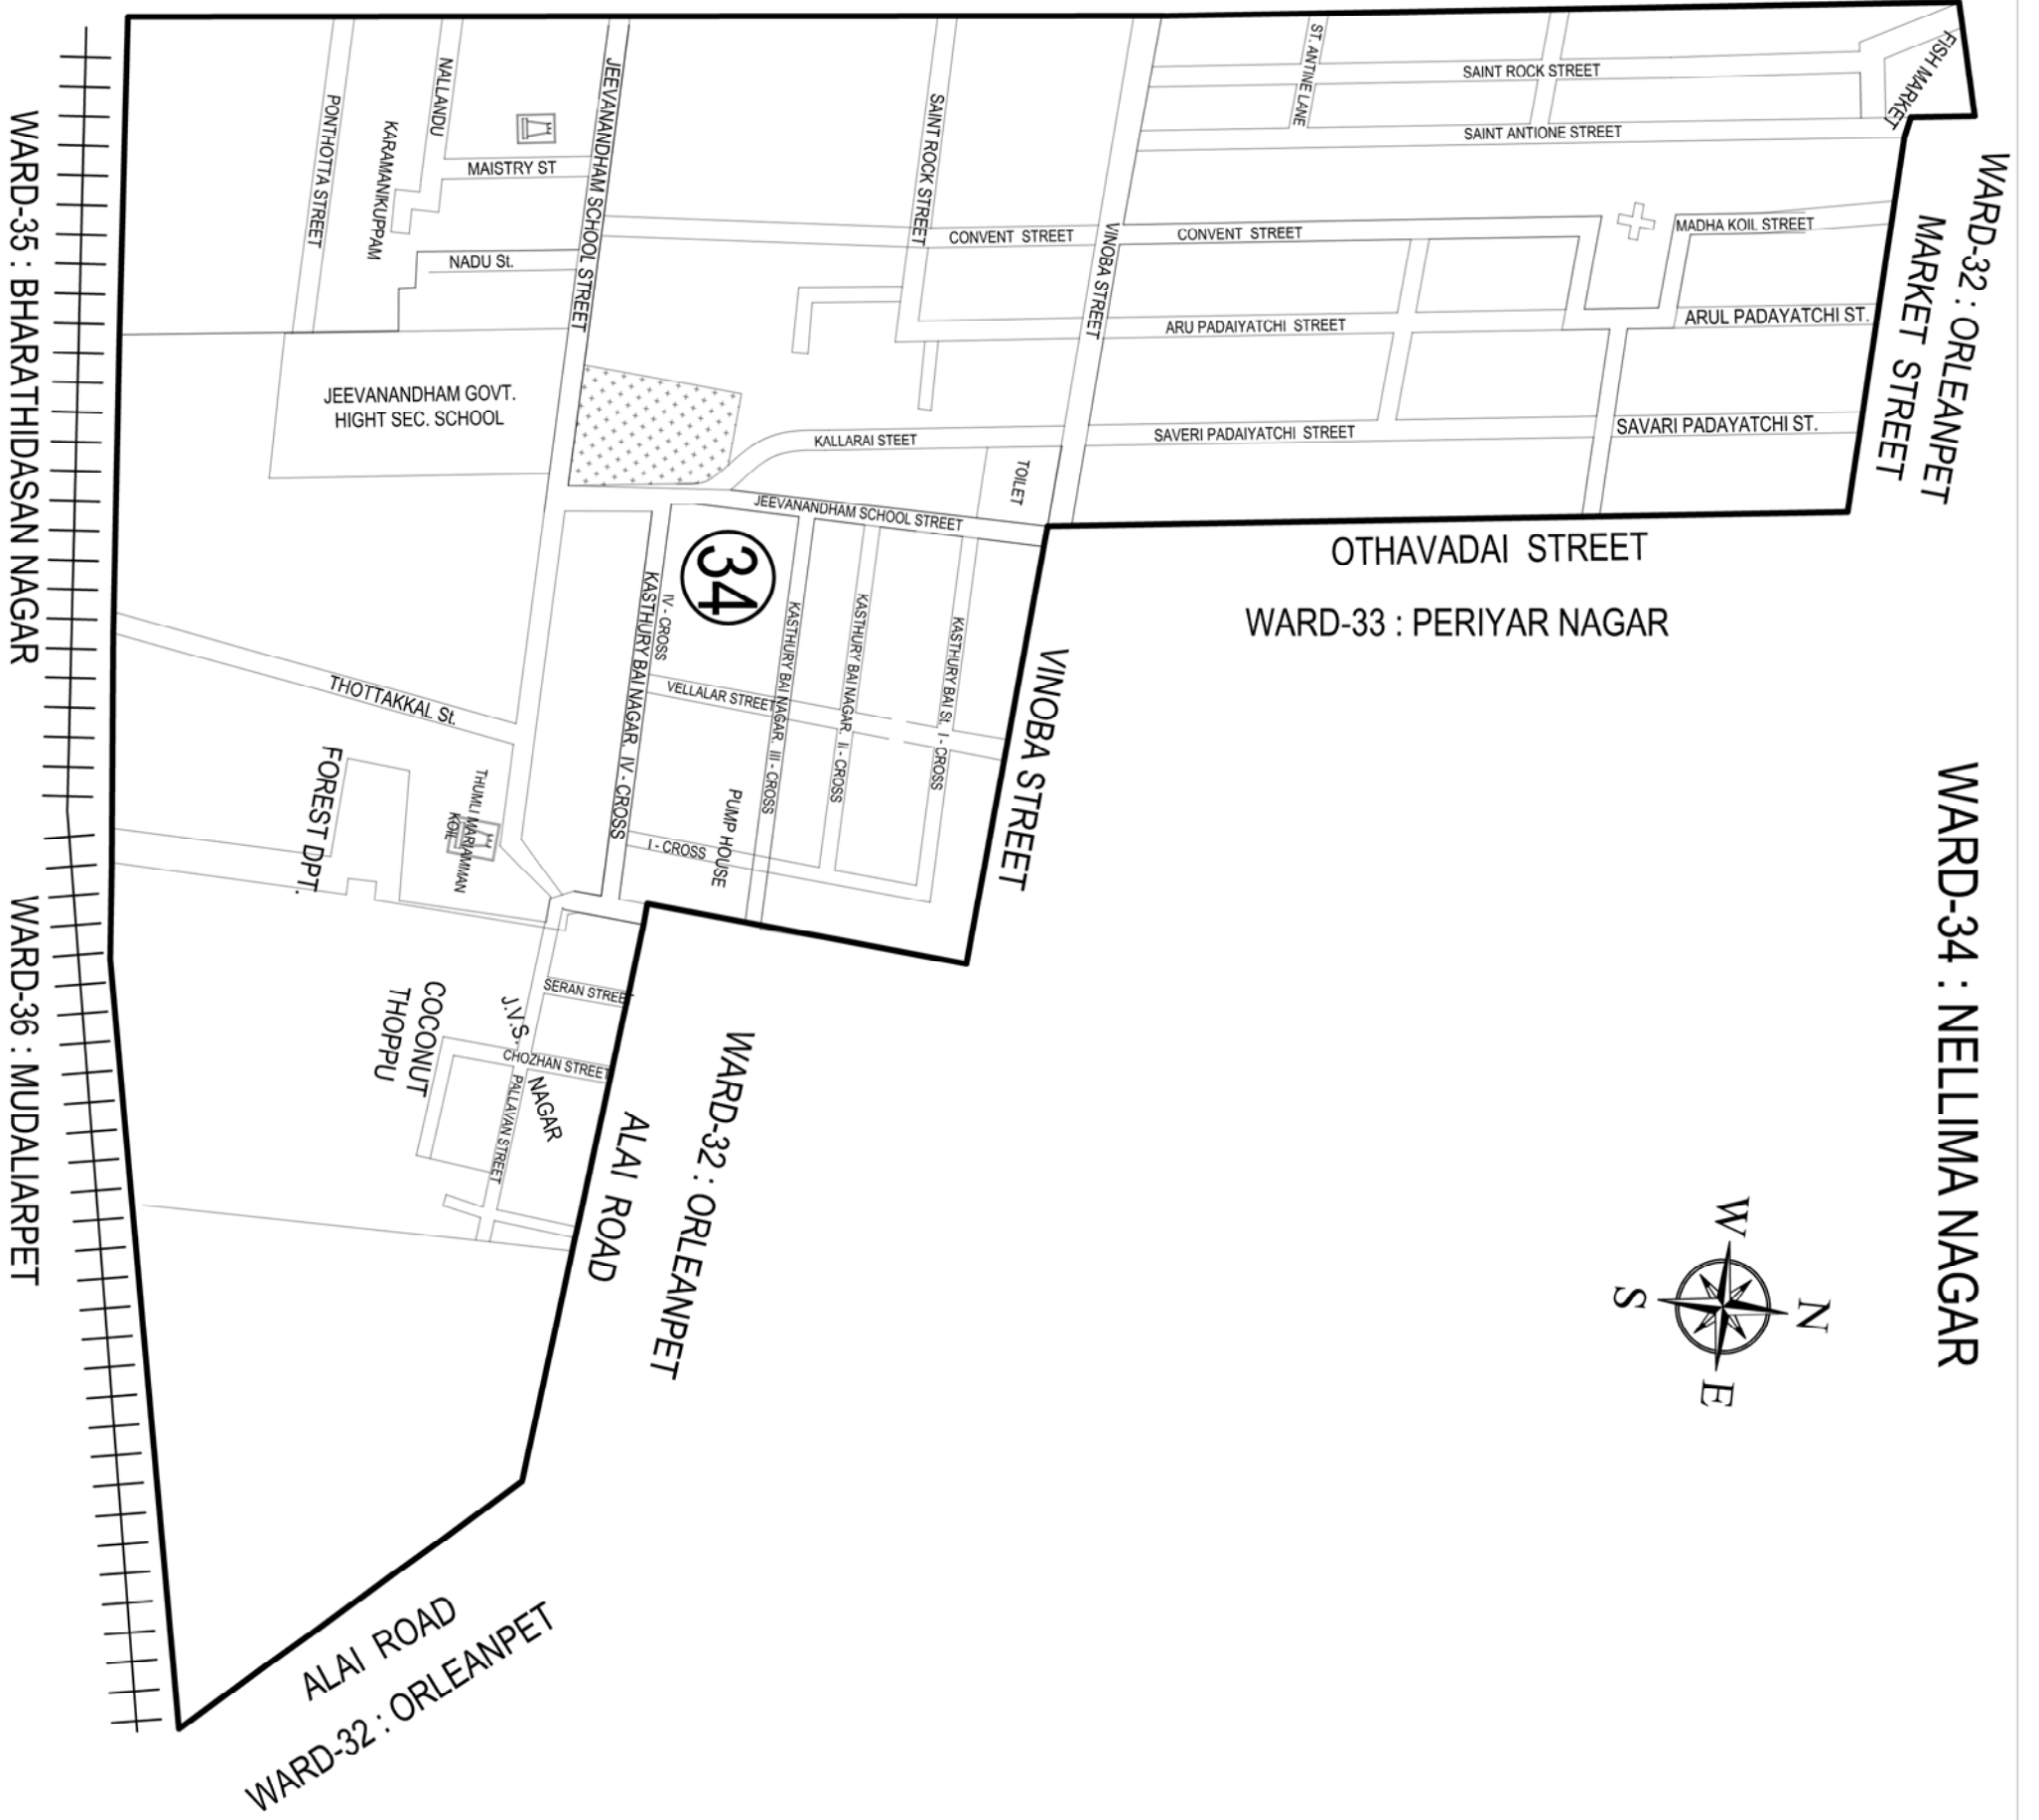 WARD-34 : NELLIMA NAGAR
WARD-32 : ORLEANPET
MARKET STREET
FISH MARKET
SAINT ROCK STREET
ST. ANTINE LANE
SAINT ANTIONE STREET
MADHA KOIL STREET
CONVENT STREET
CONVENT STREET
ARUL PADAYATCHI ST.
ARU PADAIYATCHI STREET
SAVARI PADAYATCHI ST.
SAVERI PADAIYATCHI STREET
KALLARAI STEET
VINOBA STREET
SAINT ROCK STREET
JEEVANANDHAM SCHOOL STREET
NALLANDU
MAISTRY ST
KARAMANIKUPPAM
PONTHOTTA STREET
NADU St.
JEEVANANDHAM GOVT.
HIGHT SEC. SCHOOL
TOILET
JEEVANANDHAM SCHOOL STREET
OTHAVADAI STREET
WARD-33 : PERIYAR NAGAR
34
IV - CROSS
KASTHURY BAI NAGAR. IV - CROSS
KASTHURY BAI NAGAR. III - CROSS
KASTHURY BAI NAGAR. II - CROSS
KASTHURY BAI St. I - CROSS
VELLALAR STREET
VINOBA STREET
PUMP HOUSE
I - CROSS
THOTTAKKAL St.
THUMLI MARIAMMAN
KOIL
FOREST DPT.
SERAN STREET
J.V.S.
NAGAR
CHOZHAN STREET
PALLAVAN STREET
COCONUT
THOPPU
WARD-32 : ORLEANPET
ALAI ROAD
ALAI ROAD
WARD-32 : ORLEANPET
WARD-35 : BHARATHIDASAN NAGAR
WARD-36 : MUDALIARPET
W
N
S
E